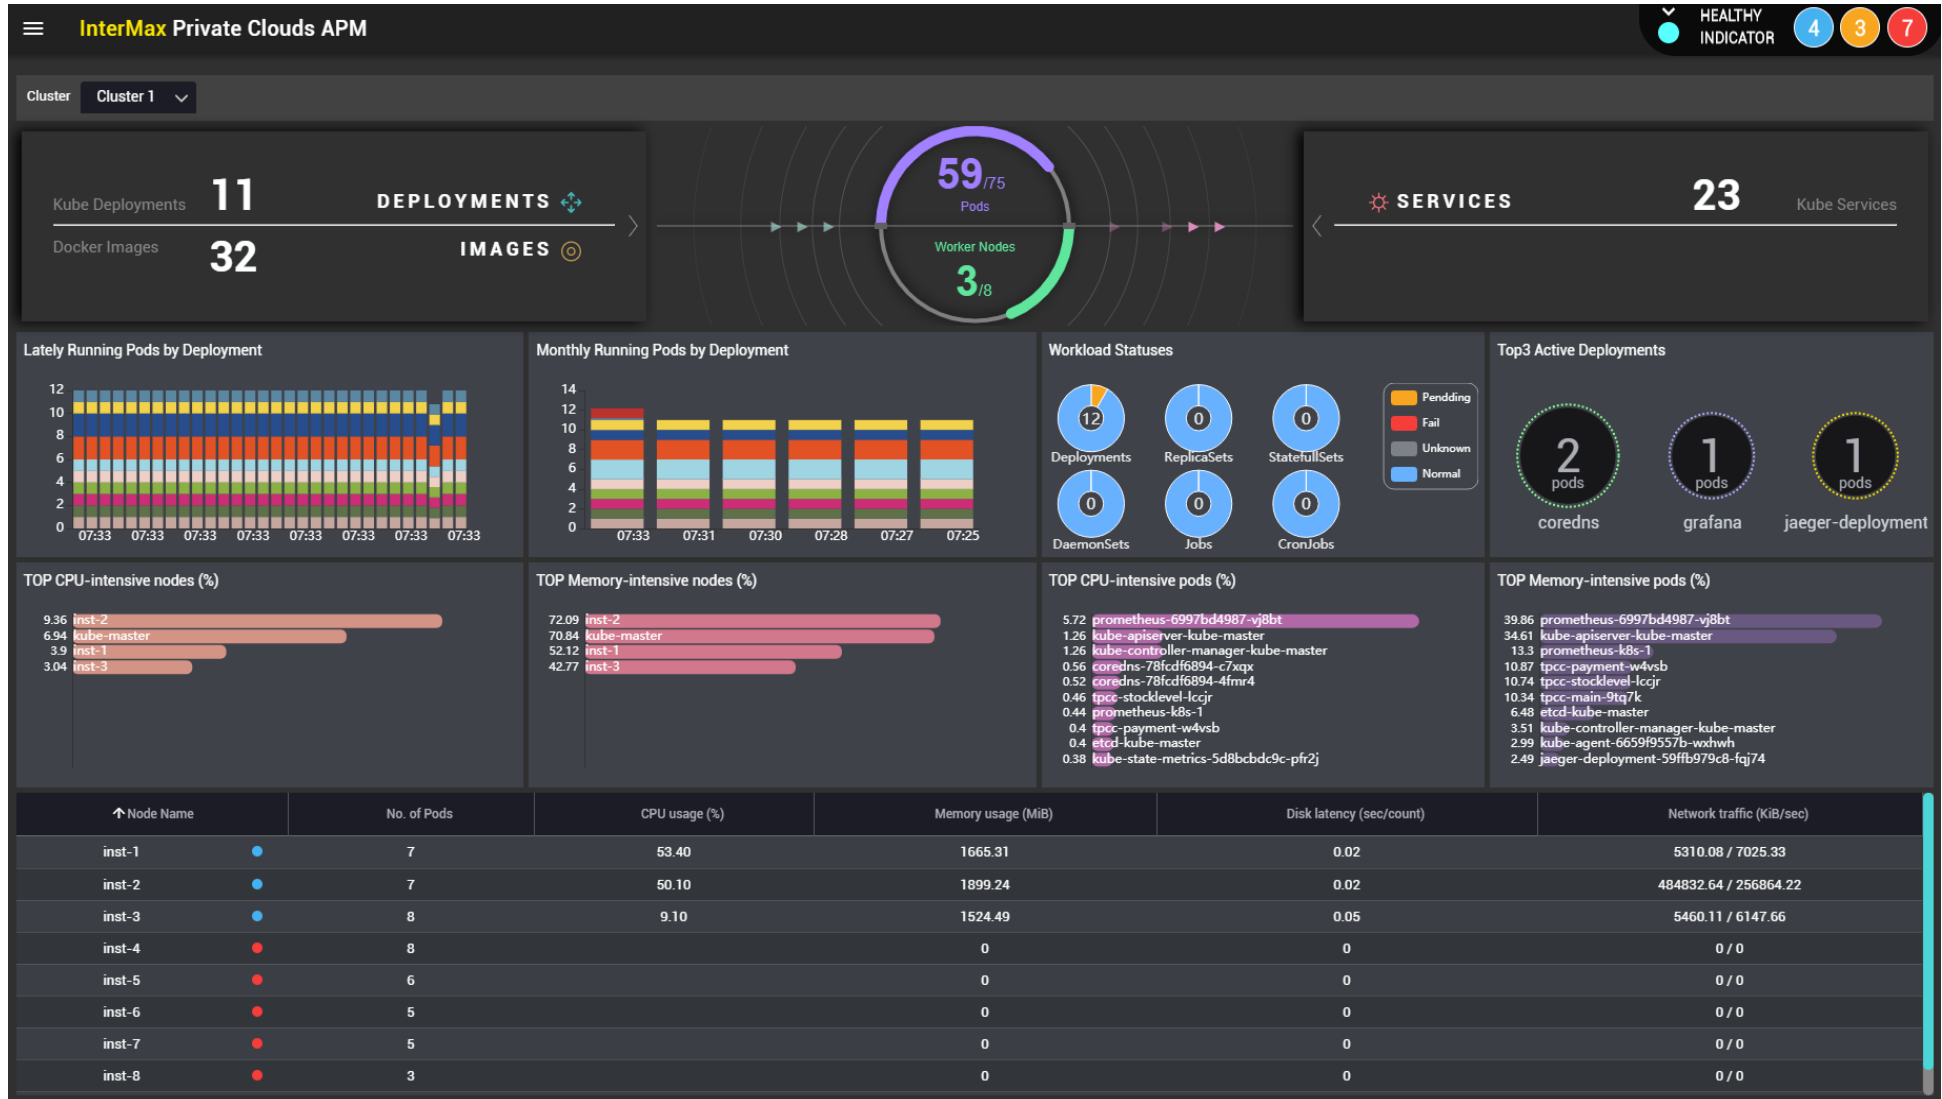 InterMax Private Clouds APM
HEALTHY
INDICATOR
4 3 7
Cluster Cluster 1
Kube Deployments 11 DEPLOYMENTS
Docker Images 32 IMAGES
59/75
Pods
Worker Nodes
3/8
SERVICES 23 Kube Services
Lately Running Pods by Deployment
12
10
8
6
4
2
0
07:33 07:33 07:33 07:33 07:33 07:33 07:33 07:33
Monthly Running Pods by Deployment
14
12
10
8
6
4
2
0
07:33 07:31 07:30 07:28 07:27 07:25
Workload Statuses
12 0 0
Deployments ReplicaSets StatefullSets
0 0 0
DaemonSets Jobs CronJobs
Pendding
Fail
Unknown
Normal
Top3 Active Deployments
2 1 1
pods pods pods
coredns grafana jaeger-deployment
TOP CPU-intensive nodes (%)
9.36 inst-2
6.94 kube-master
3.9 inst-1
3.04 inst-3
TOP Memory-intensive nodes (%)
72.09 inst-2
70.84 kube-master
52.12 inst-1
42.77 inst-3
TOP CPU-intensive pods (%)
5.72 prometheus-6997bd4987-vj8bt
1.26 kube-apiserver-kube-master
1.26 kube-controller-manager-kube-master
0.56 coredns-78fcdf6894-c7xqx
0.52 coredns-78fcdf6894-4fmr4
0.46 tpcc-stocklevel-lccjr
0.44 prometheus-k8s-1
0.4 tpcc-payment-w4vsb
0.4 etcd-kube-master
0.38 kube-state-metrics-5d8bcbdc9c-pfr2j
TOP Memory-intensive pods (%)
39.86 prometheus-6997bd4987-vj8bt
34.61 kube-apiserver-kube-master
13.3 prometheus-k8s-1
10.87 tpcc-payment-w4vsb
10.74 tpcc-stocklevel-lccjr
10.34 tpcc-main-9tq7k
6.48 etcd-kube-master
3.51 kube-controller-manager-kube-master
2.99 kube-agent-6659f9557b-wxhwh
2.49 jaeger-deployment-59ffb979c8-fqj74
Node Name No. of Pods CPU usage (%) Memory usage (MiB) Disk latency (sec/count) Network traffic (KiB/sec)
inst-1 7 53.40 1665.31 0.02 5310.08 / 7025.33
inst-2 7 50.10 1899.24 0.02 484832.64 / 256864.22
inst-3 8 9.10 1524.49 0.05 5460.11 / 6147.66
inst-4 8 0 0 0 / 0
inst-5 6 0 0 0 / 0
inst-6 5 0 0 0 / 0
inst-7 5 0 0 0 / 0
inst-8 3 0 0 0 / 0